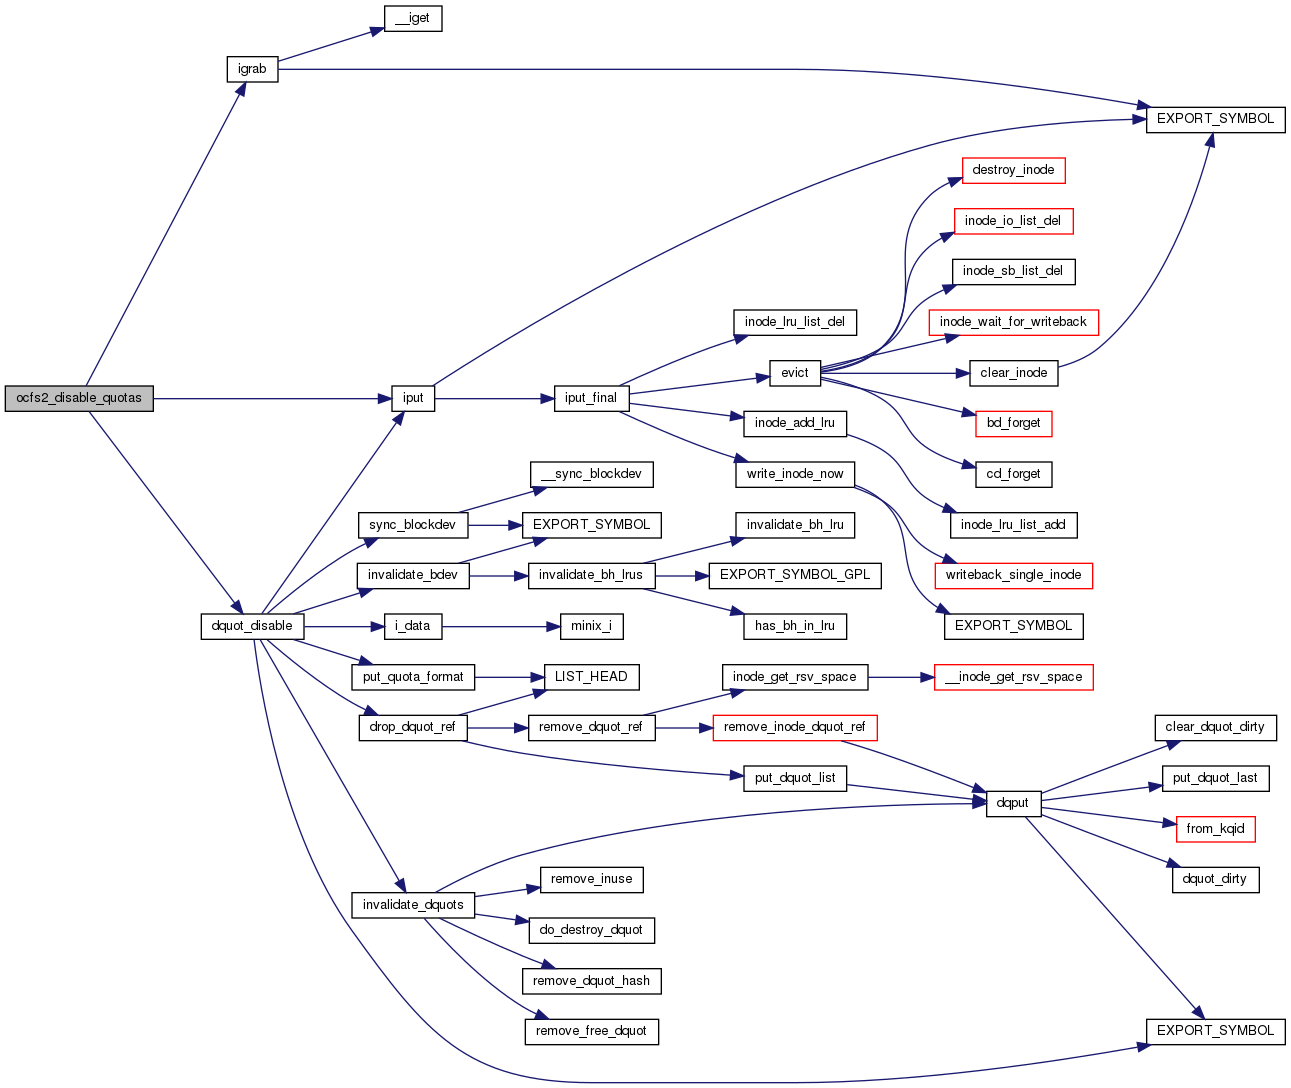 __iget
igrab
EXPORT_SYMBOL
destroy_inode
inode_io_list_del
inode_sb_list_del
inode_lru_list_del
inode_wait_for_writeback
evict
clear_inode
ocfs2_disable_quotas
iput
iput_final
inode_add_lru
bd_forget
__sync_blockdev
write_inode_now
cd_forget
sync_blockdev
EXPORT_SYMBOL
invalidate_bh_lru
inode_lru_list_add
invalidate_bdev
invalidate_bh_lrus
EXPORT_SYMBOL_GPL
writeback_single_inode
dquot_disable
i_data
minix_i
has_bh_in_lru
EXPORT_SYMBOL
put_quota_format
LIST_HEAD
inode_get_rsv_space
__inode_get_rsv_space
drop_dquot_ref
remove_dquot_ref
remove_inode_dquot_ref
clear_dquot_dirty
put_dquot_list
put_dquot_last
dqput
from_kqid
remove_inuse
dquot_dirty
invalidate_dquots
do_destroy_dquot
remove_dquot_hash
remove_free_dquot
EXPORT_SYMBOL